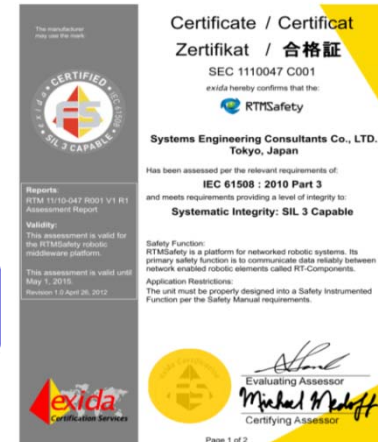 The manufacturer
may use the mark
CERTIFIED
exida
IEC 61508
FS
SIL 3 CAPABLE
Reports:
RTM 11/10-047 R001 V1 R1
Assessment Report
Validity:
This assessment is valid for
the RTMSafety robotic
middleware platform.
This assessment is valid until
May 1, 2015.
Revision 1.0 April 26, 2012
exida
Certification Services
Certificate / Certificat
Zertifikat / 合格証
SEC 1110047 C001
exida hereby confirms that the:
RTMSafety
Systems Engineering Consultants Co., LTD.
Tokyo, Japan
Has been assessed per the relevant requirements of:
IEC 61508 : 2010 Part 3
and meets requirements providing a level of integrity to:
Systematic Integrity: SIL 3 Capable
Safety Function:
RTMSafety is a platform for networked robotic systems. Its
primary safety function is to communicate data reliably between
network enabled robotic elements called RT-Components.
Application Restrictions:
The unit must be properly designed into a Safety Instrumented
Function per the Safety Manual requirements.
Evaluating Assessor
Michael Medoff
Certifying Assessor
Page 1 of 2